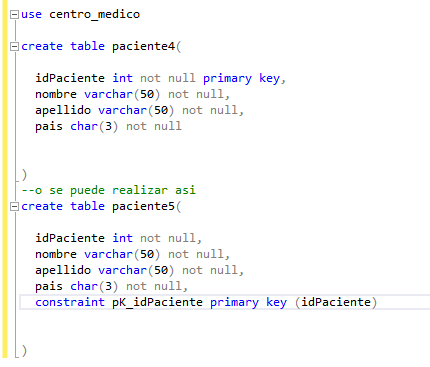 use centro_medico
create table paciente4(
idPaciente int not null primary key,
nombre varchar(50) not null,
apellido varchar(50) not null,
pais char(3) not null
)
--o se puede realizar asi
create table paciente5(
idPaciente int not null,
nombre varchar(50) not null,
apellido varchar(50) not null,
pais char(3) not null,
constraint pK_idPaciente primary key (idPaciente)
)